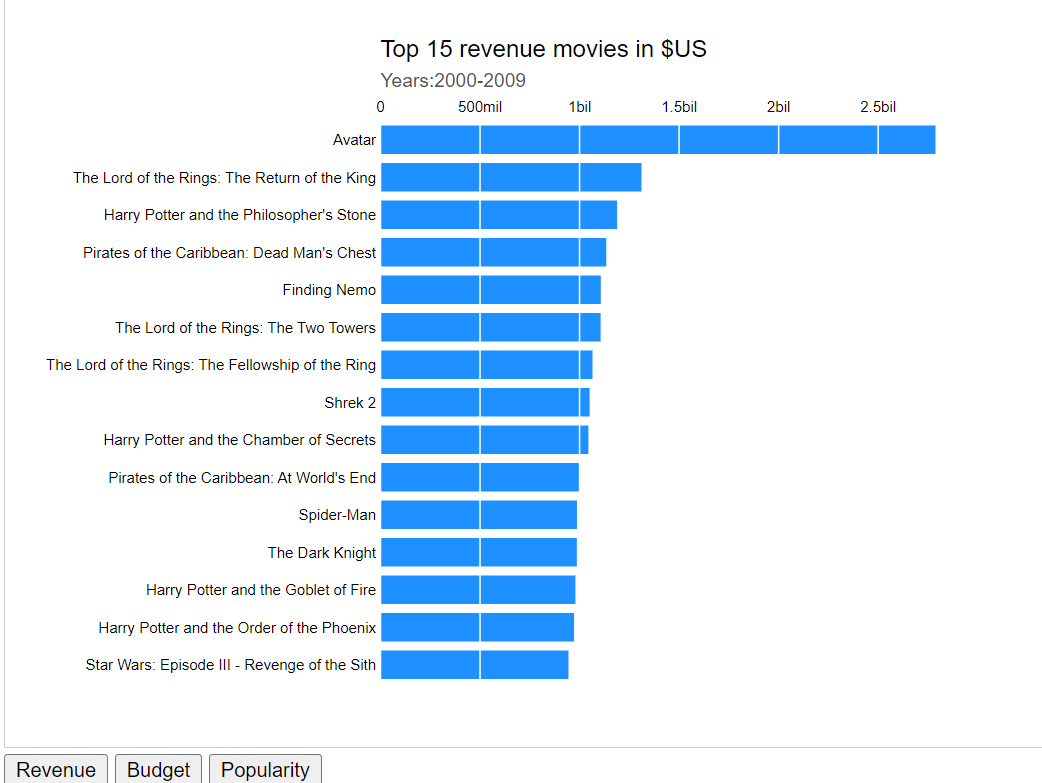 Top 15 revenue movies in $US
Years:2000-2009
0 500mil 1bil 1.5bil 2bil 2.5bil
Avatar
The Lord of the Rings: The Return of the King
Harry Potter and the Philosopher's Stone
Pirates of the Caribbean: Dead Man's Chest
Finding Nemo
The Lord of the Rings: The Two Towers
The Lord of the Rings: The Fellowship of the Ring
Shrek 2
Harry Potter and the Chamber of Secrets
Pirates of the Caribbean: At World's End
Spider-Man
The Dark Knight
Harry Potter and the Goblet of Fire
Harry Potter and the Order of the Phoenix
Star Wars: Episode III - Revenge of the Sith
Revenue Budget Popularity